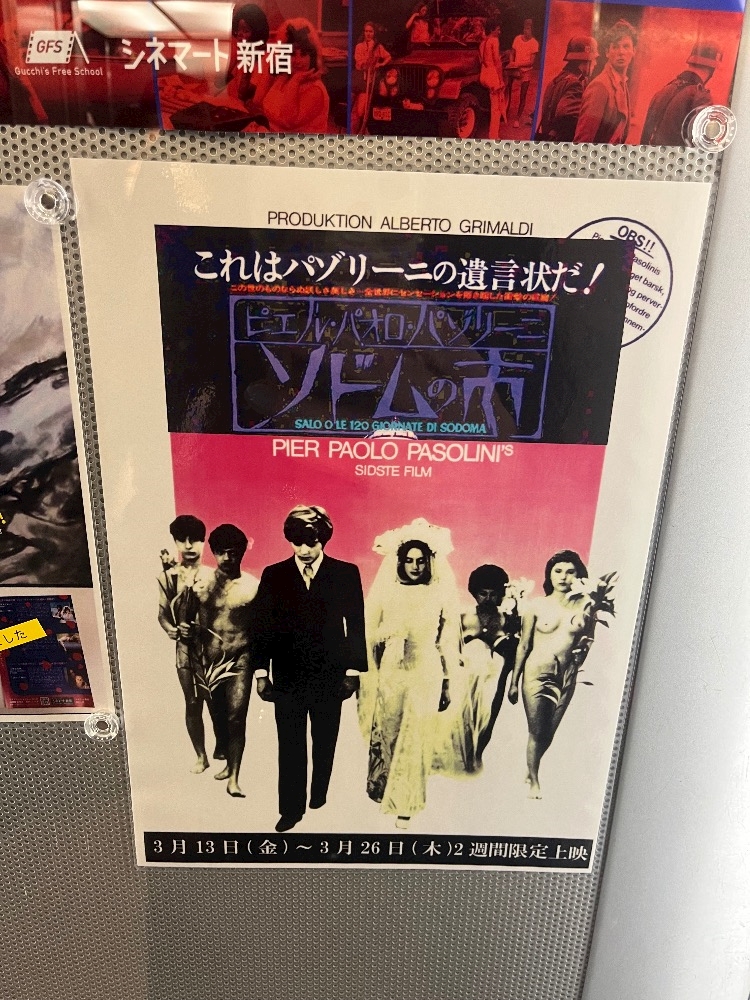 GFS
Gucchi's Free School
シネマート新宿
PRODUKTION ALBERTO GRIMALDI
OBS!!
これはパゾリーニの遺言状だ!
ピエル・パオロ・パゾリーニ
ソドムの市
SALO O LE 120 GIORNATE DI SODOMA
PIER PAOLO PASOLINI'S
SIDSTE FILM
した
3月13日(金)~3月26日(木)2週間限定上映